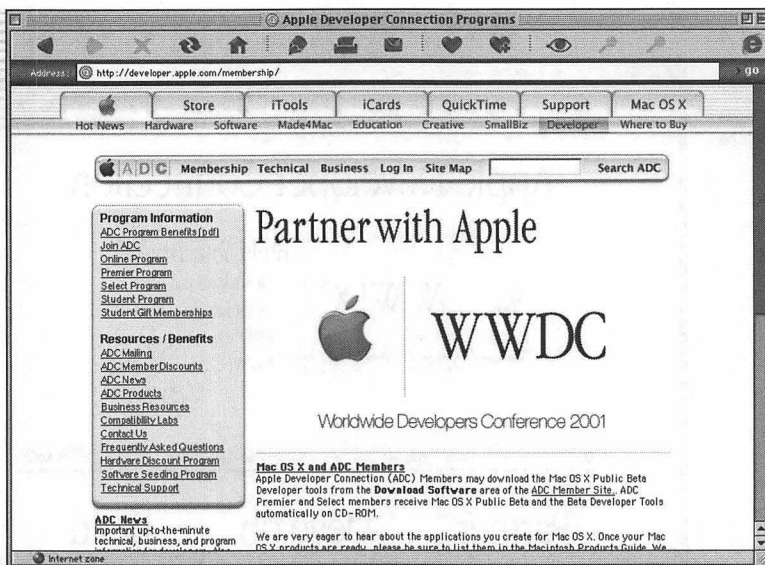 Apple Developer Connection Programs
Address: http://developer.apple.com/membership/ go
Store iTools iCards QuickTime Support Mac OS X
Hot News Hardware Software Made4Mac Education Creative SmallBiz Developer Where to Buy
ADC Membership Technical Business Log In Site Map Search ADC
Program Information
ADC Program Benefits (pdf)
Join ADC
Online Program
Premier Program
Select Program
Student Program
Student Gift Memberships
Resources / Benefits
ADC Mailing
ADC Member Discounts
ADC News
ADC Products
Business Resources
Compatibility Labs
Contact Us
Frequently Asked Questions
Hardware Discount Program
Software Seeding Program
Technical Support
ADC News
Important up-to-the-minute
technical, business, and program
Partner with Apple
WWDC
Worldwide Developers Conference 2001
Mac OS X and ADC Members
Apple Developer Connection (ADC) Members may download the Mac OS X Public Beta
Developer tools from the Download Software area of the ADC Member Site. ADC
Premier and Select members receive Mac OS X Public Beta and the Beta Developer Tools
automatically on CD-ROM.
We are very eager to hear about the applications you create for Mac OS X. Once your Mac
OS X products are ready, please be sure to list them in the Macintosh Products Guide. We
Internet zone